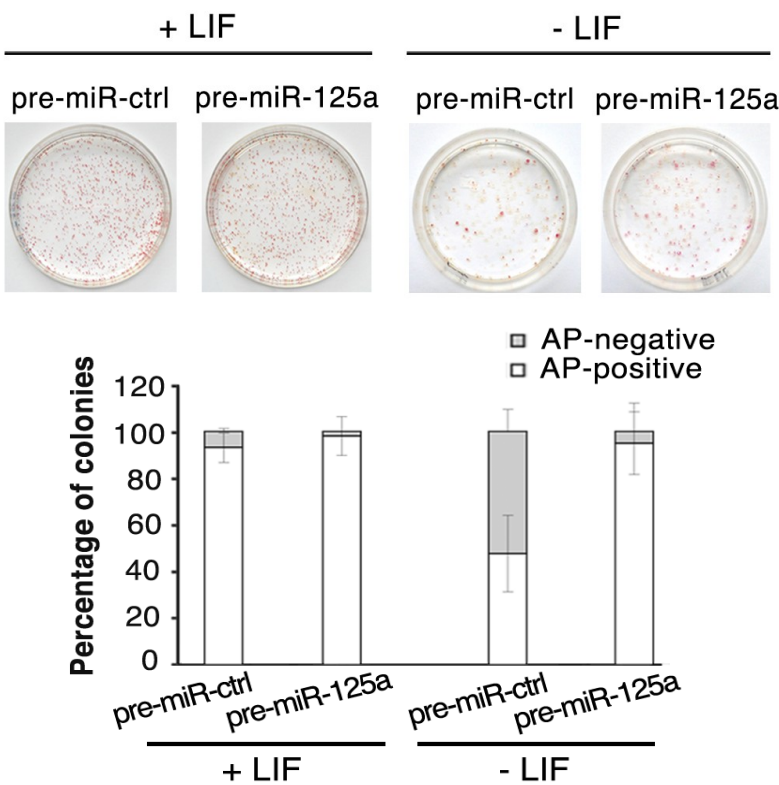 + LIF
- LIF
pre-miR-ctrl
pre-miR-125a
pre-miR-ctrl
pre-miR-125a
AP-negative
AP-positive
Percentage of colonies
120
100
80
60
40
20
0
pre-miR-ctrl
pre-miR-125a
pre-miR-ctrl
pre-miR-125a
+ LIF
- LIF